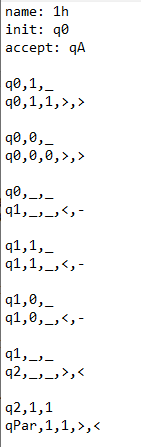 name: 1h
init: q0
accept: qA

q0,1,_
q0,1,1,>,>

q0,0,_
q0,0,0,>,>

q0,_,_
q1,_,_,<,-

q1,1,_
q1,1,_,<,-

q1,0,_
q1,0,_,<,-

q1,_,_
q2,_,_,>,<

q2,1,1
qPar,1,1,>,<